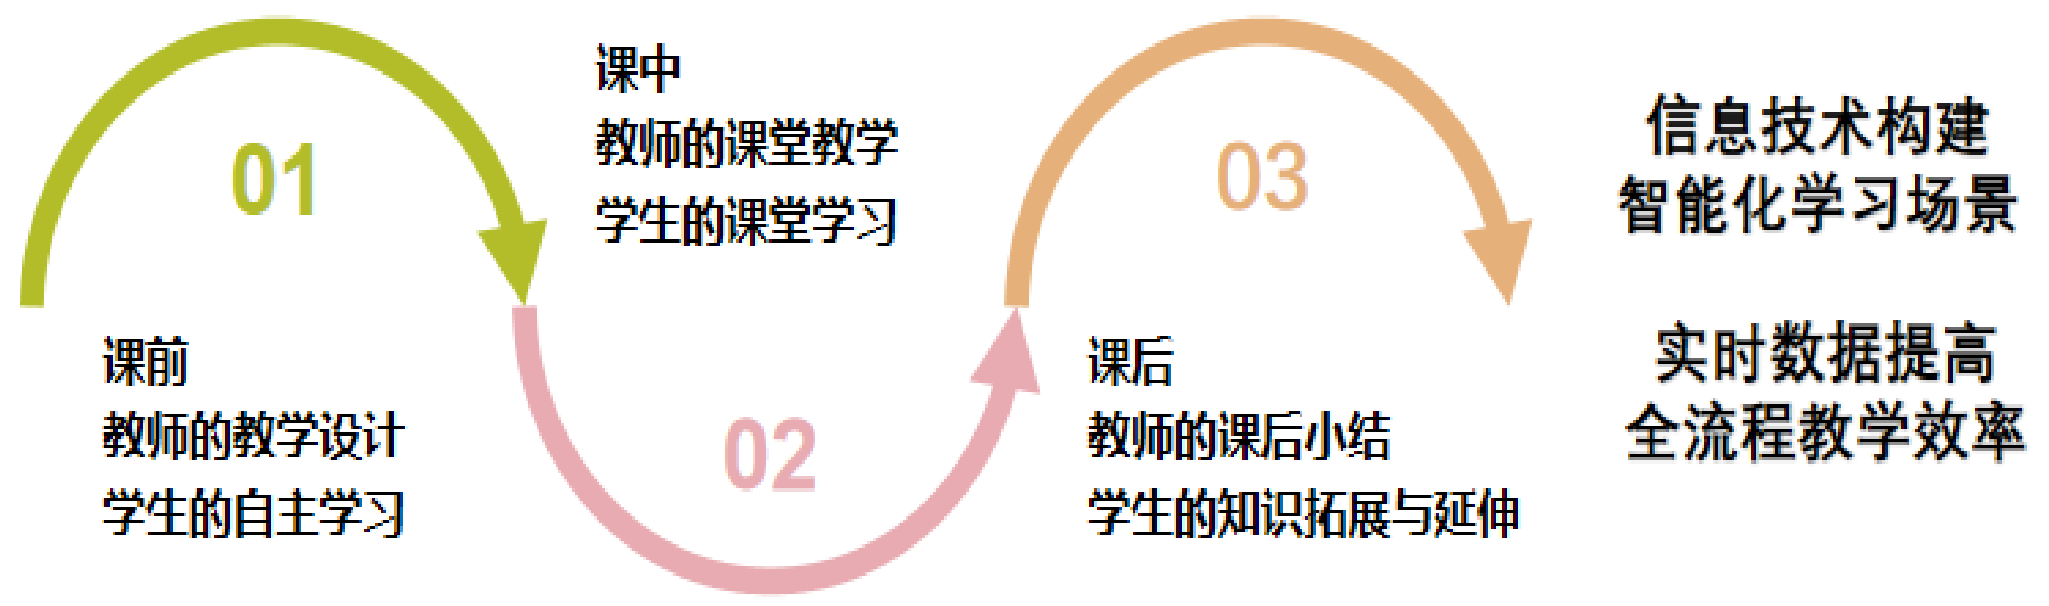 01
课前
教师的教学设计
学生的自主学习
课中
教师的课堂教学
学生的课堂学习
02
03
课后
教师的课后小结
学生的知识拓展与延伸
信息技术构建
智能化学习场景
实时数据提高
全流程教学效率